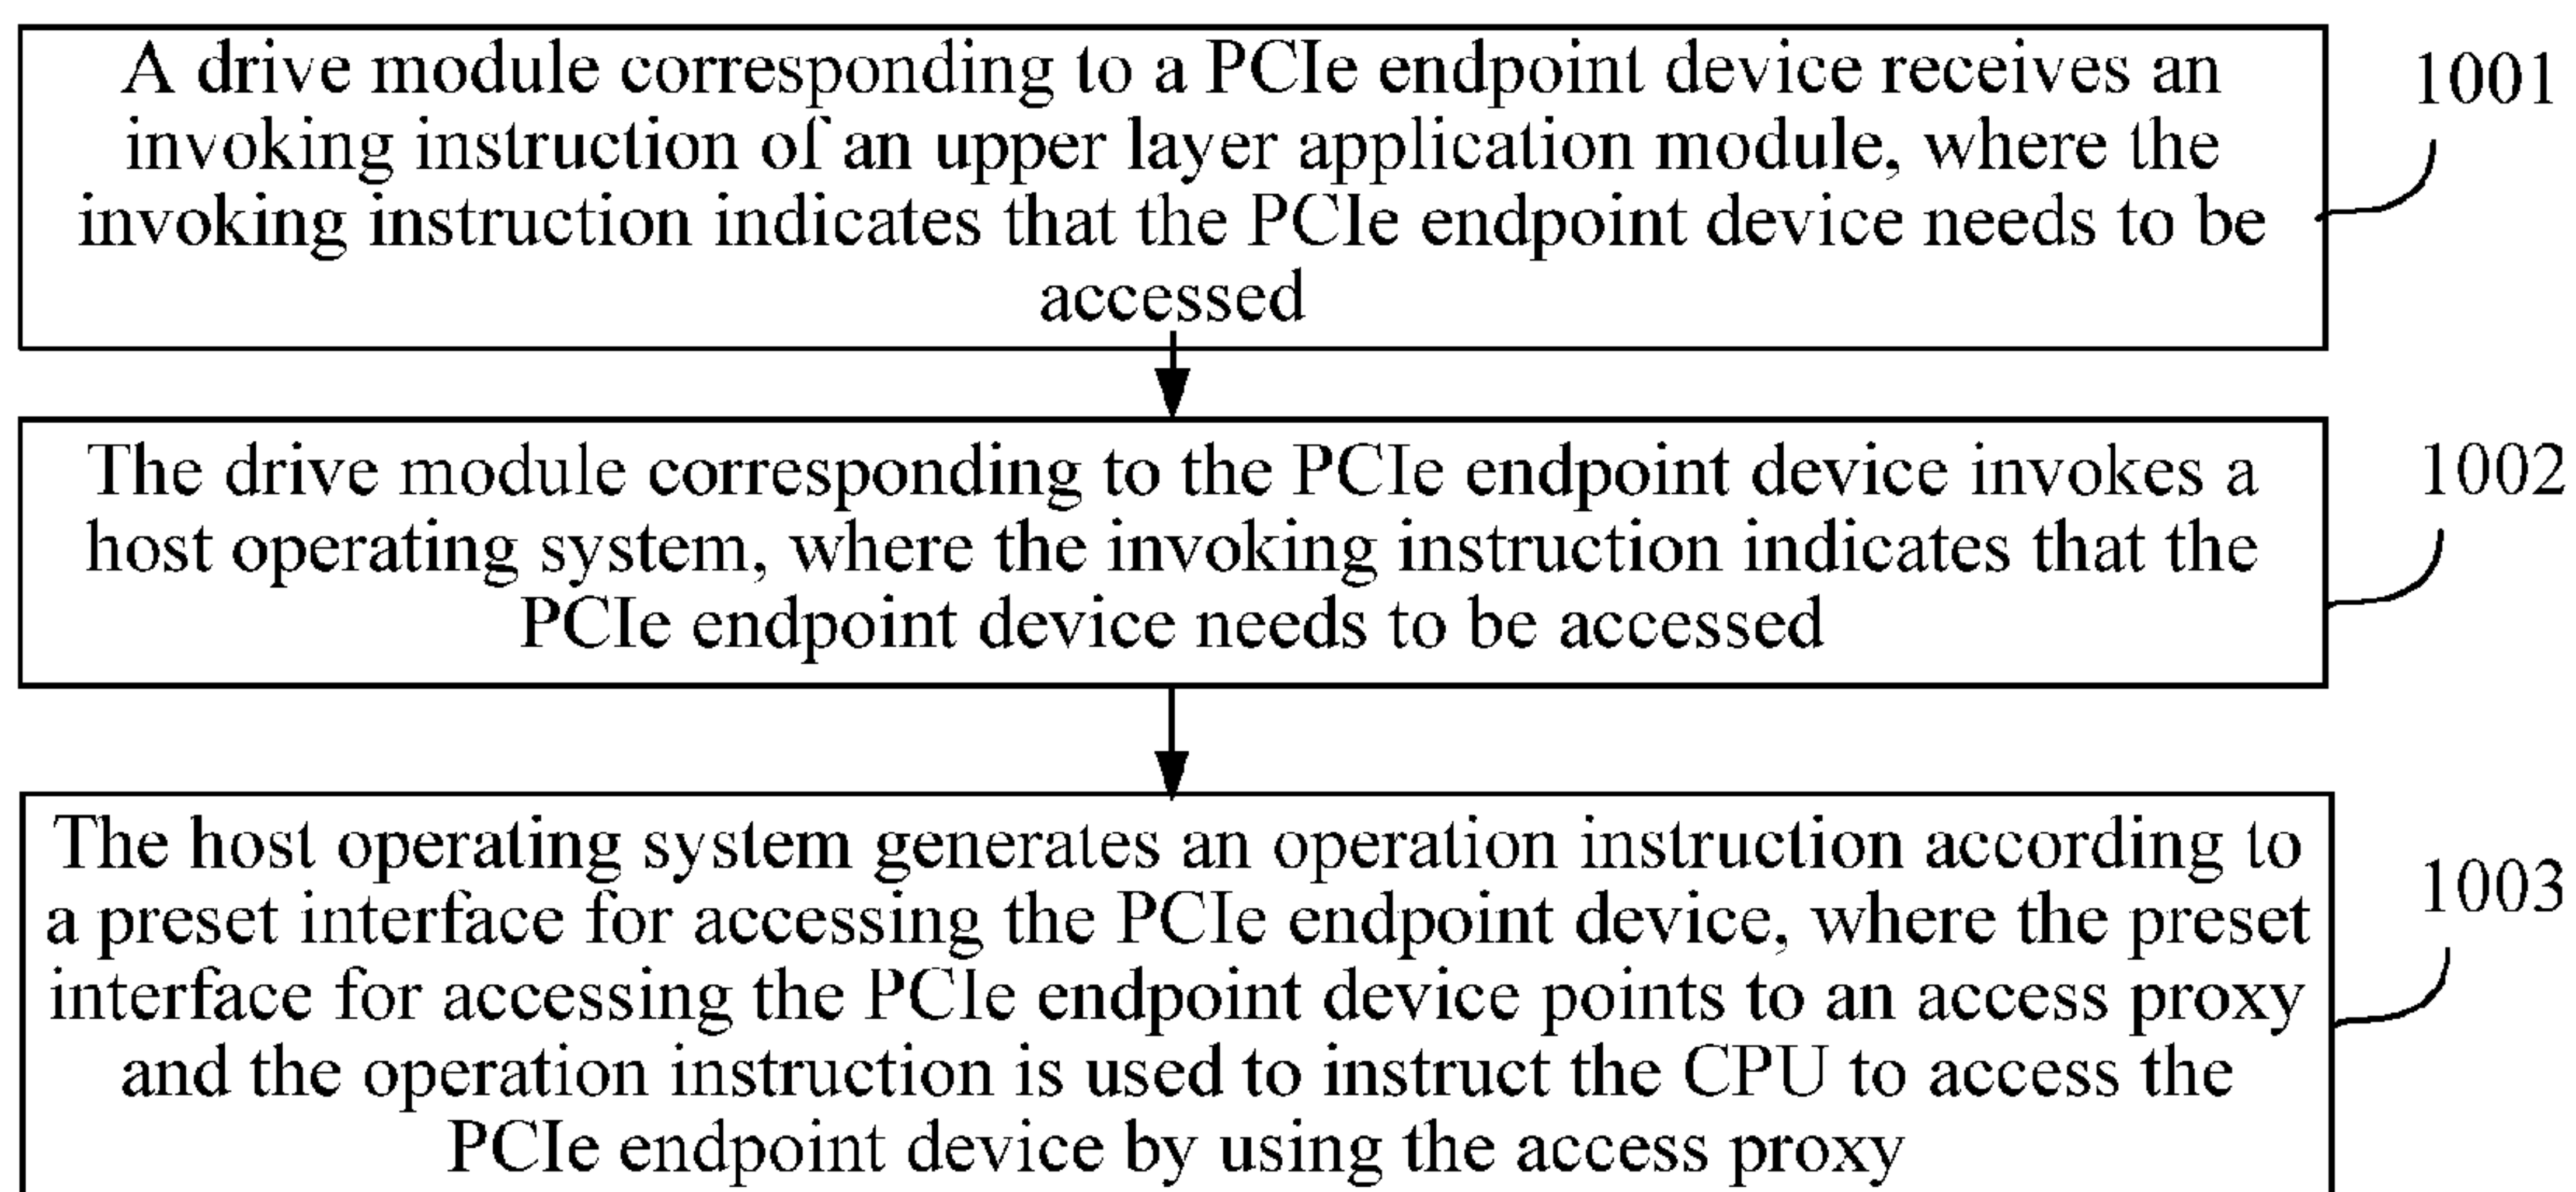 A drive module corresponding to a PCIe endpoint device receives an
invoking instruction of an upper layer application module, where the
invoking instruction indicates that the PCIe endpoint device needs to be
accessed
1001
The drive module corresponding to the PCIe endpoint device invokes a
host operating system, where the invoking instruction indicates that the
PCIe endpoint device needs to be accessed
1002
The host operating system generates an operation instruction according to
a preset interface for accessing the PCIe endpoint device, where the preset
interface for accessing the PCIe endpoint device points to an access proxy
and the operation instruction is used to instruct the CPU to access the
PCIe endpoint device by using the access proxy
1003